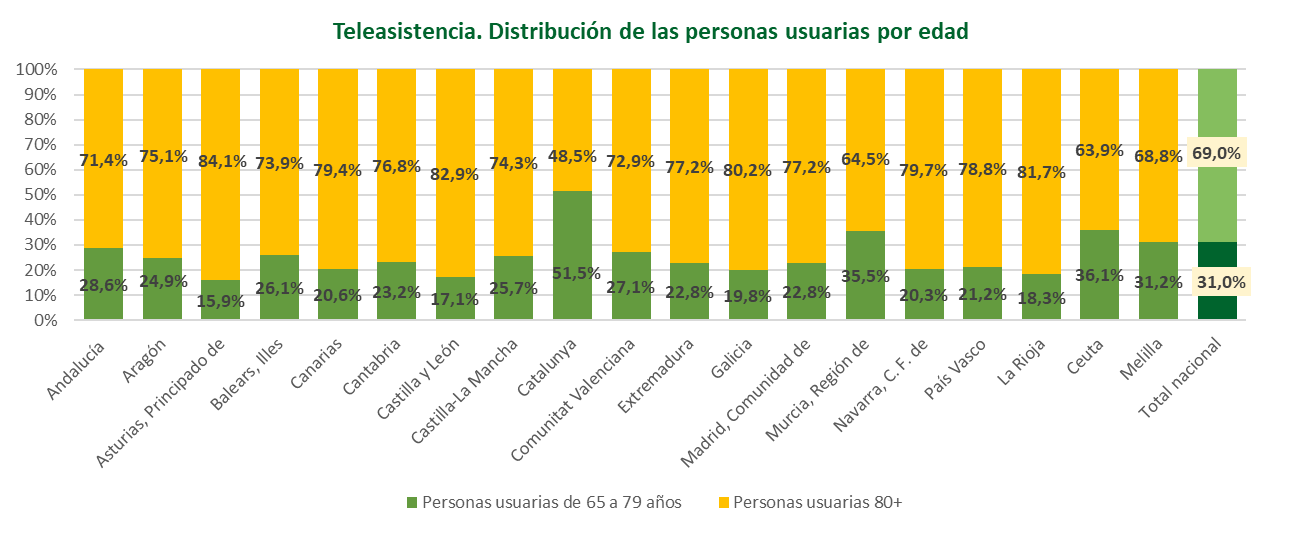 Teleasistencia. Distribución de las personas usuarias por edad
100%
90%
80%
70%
60%
50%
40%
30%
20%
10%
0%
71,4% 75,1% 84,1% 73,9% 79,4% 76,8% 82,9% 74,3% 48,5% 72,9% 77,2% 80,2% 77,2% 64,5% 79,7% 78,8% 81,7% 63,9% 68,8% 69,0%
28,6% 24,9% 15,9% 26,1% 20,6% 23,2% 17,1% 25,7% 51,5% 27,1% 22,8% 19,8% 22,8% 35,5% 20,3% 21,2% 18,3% 36,1% 31,2% 31,0%
Andalucía
Aragón
Asturias, Principado de
Balears, Illes
Canarias
Cantabria
Castilla y León
Castilla-La Mancha
Catalunya
Comunitat Valenciana
Extremadura
Galicia
Madrid, Comunidad de
Murcia, Región de
Navarra, C. F. de
País Vasco
La Rioja
Ceuta
Melilla
Total nacional
Personas usuarias de 65 a 79 años
Personas usuarias 80+